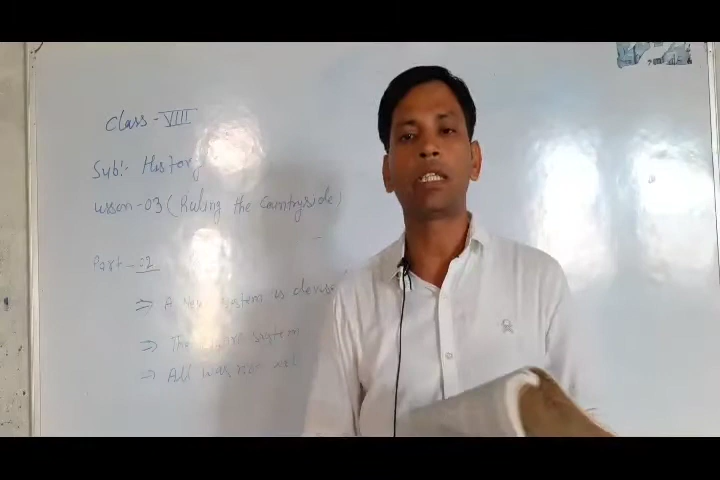 Class - VIII
Sub:- History
Lesson-03 (Ruling the Countryside)
Part - :2
⇒ A New System is devised
⇒ The system
⇒ All was not well